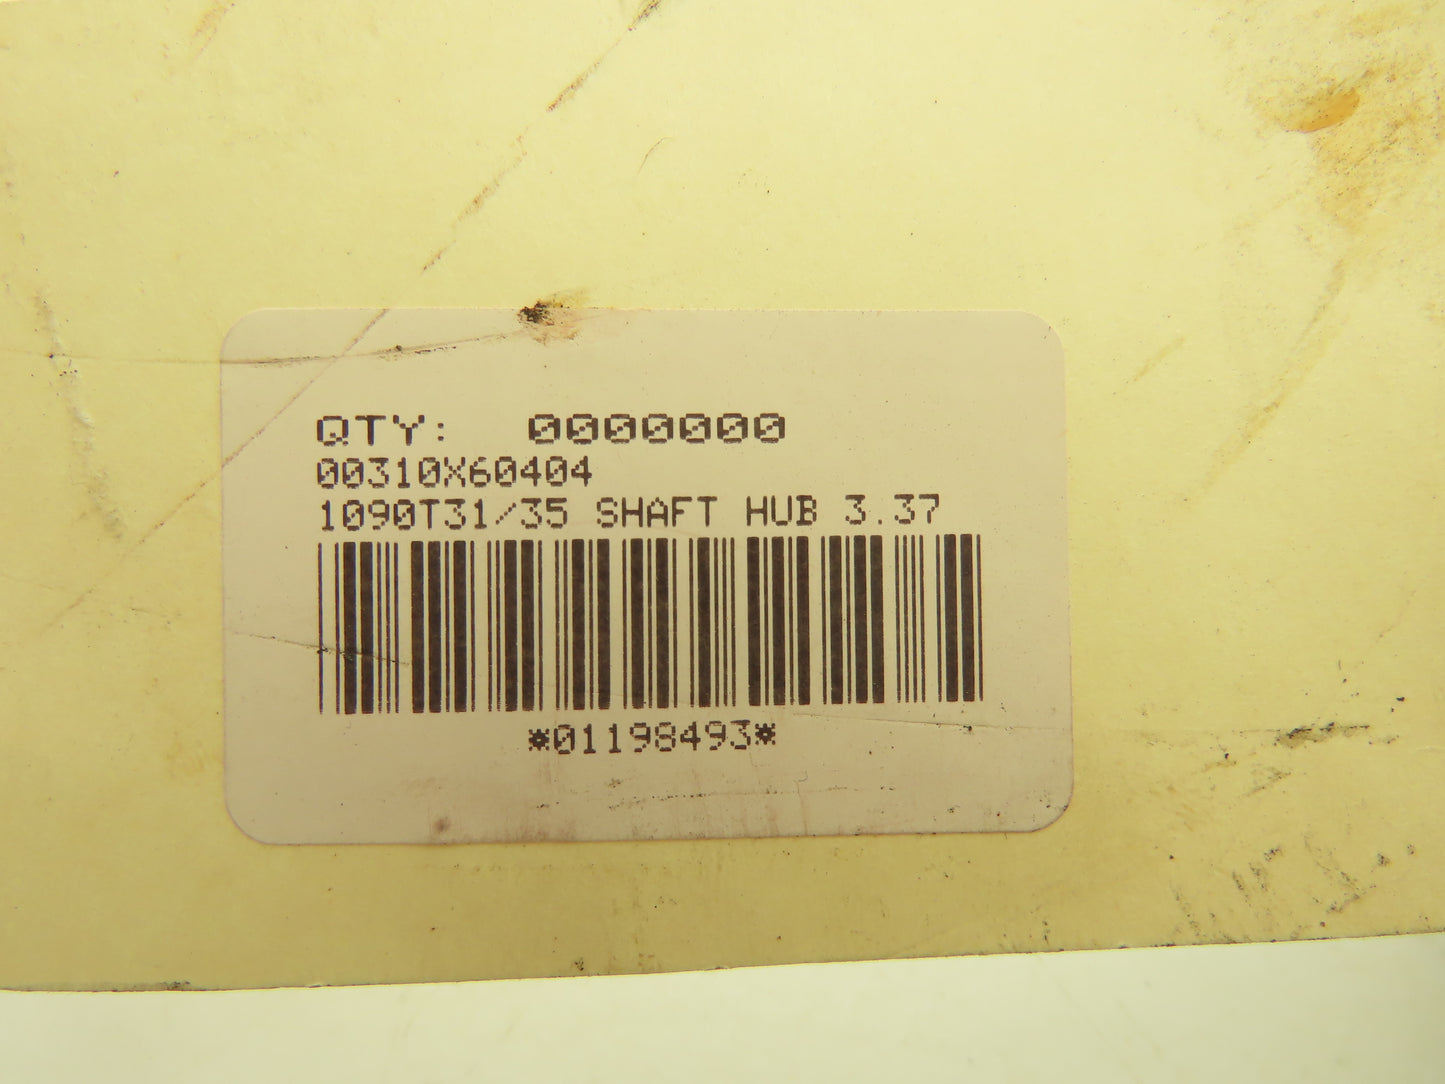 QTY: 0000000
00310X60404
1090T31/35 SHAFT HUB 3.37
*01198493*